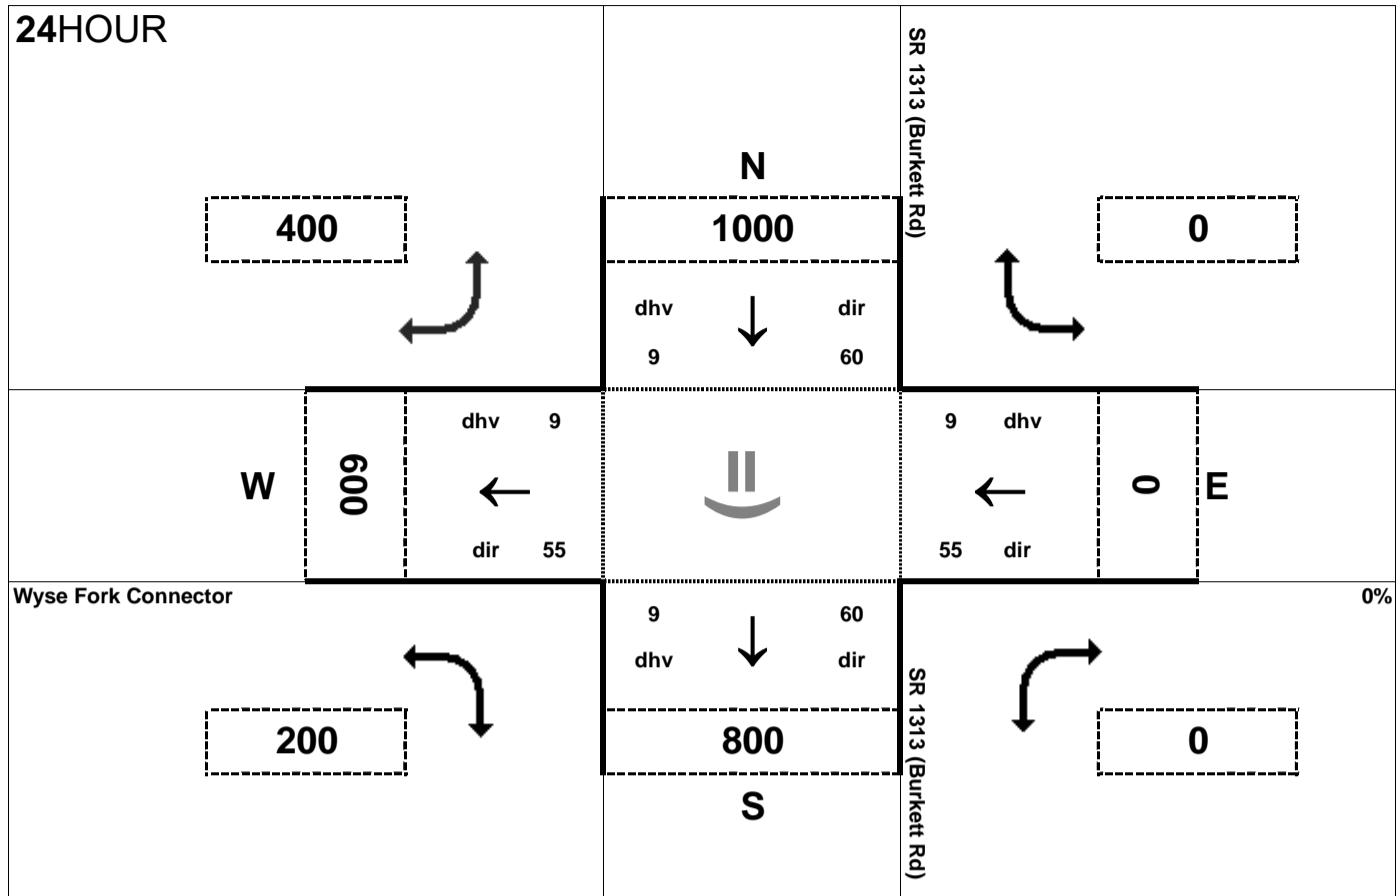 24HOUR
SR 1313 (Burkett Rd)
N
400
1000
0
dhv
dir
9
60
dhv 9
9 dhv
W
600
=)
0
E
dir 55
55 dir
Wyse Fork Connector
0%
9
60
dhv
dir
SR 1313 (Burkett Rd)
200
800
0
S